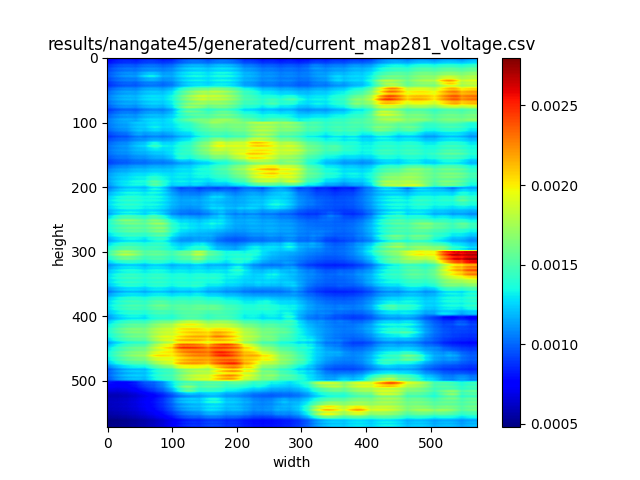 results/nangate45/generated/current_map281_voltage.csv
0
100
200
300
400
500
height
0 100 200 300 400 500
width
0.0025
0.0020
0.0015
0.0010
0.0005